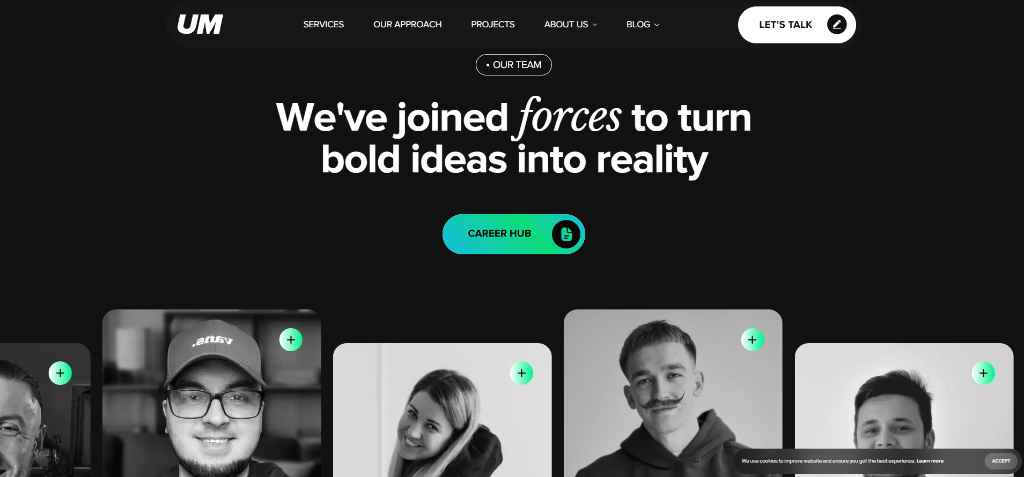 UM
SERVICES
OUR APPROACH
PROJECTS
ABOUT US
BLOG
LET'S TALK
• OUR TEAM
We've joined forces to turn
bold ideas into reality
CAREER HUB
We use cookies to improve website and ensure you get the best experience. Learn more
ACCEPT